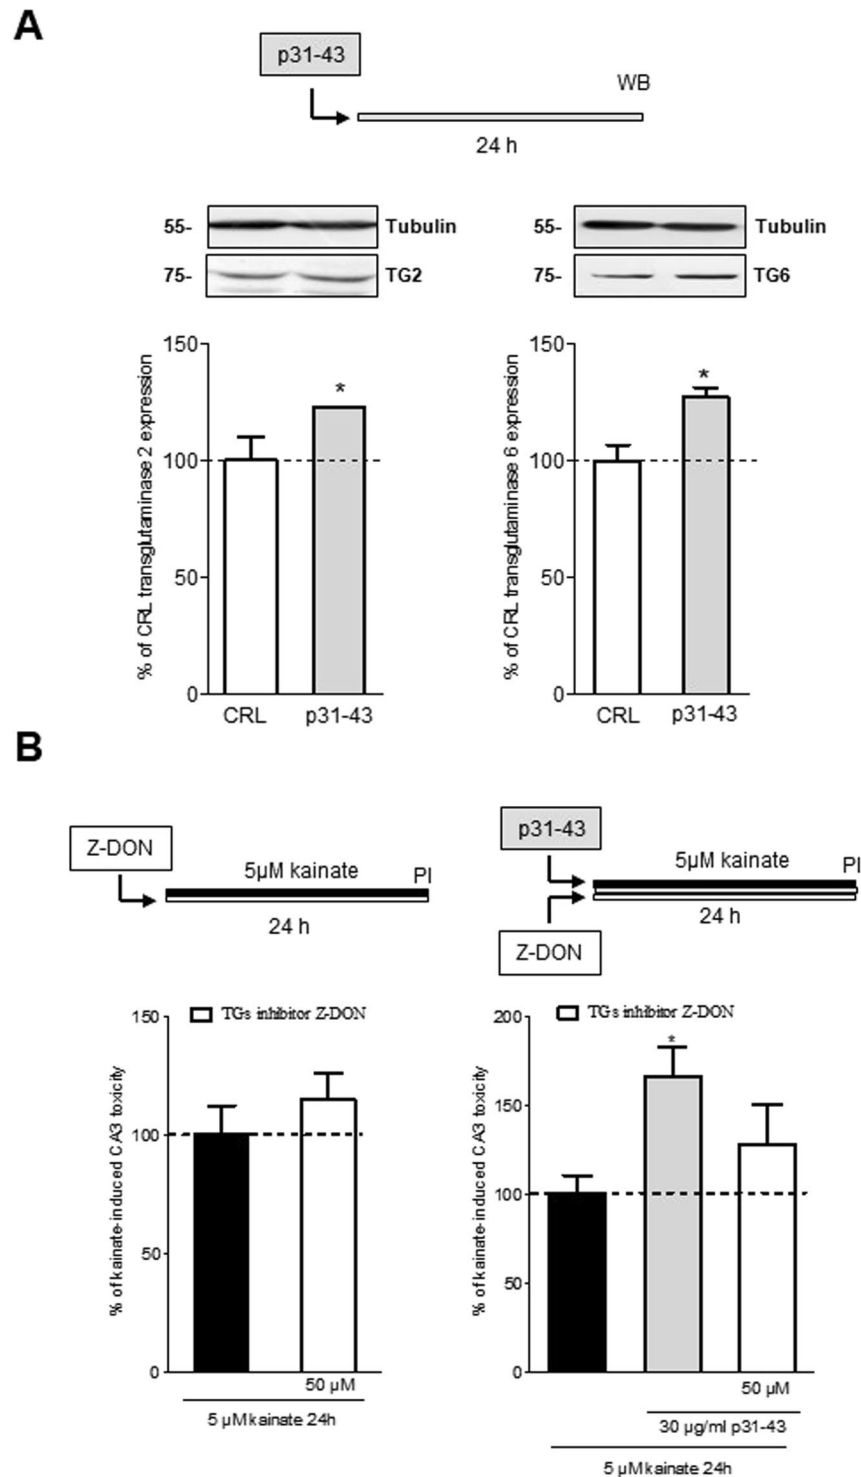 A
p31-43
WB
24 h
55-
Tubulin
75-
TG2
55-
Tubulin
75-
TG6
% of CRL transglutaminase 2 expression
150
*
100
50
0
CRL
p31-43
% of CRL transglutaminase 6 expression
150
*
100
50
0
CRL
p31-43
B
Z-DON
5µM kainate
PI
24 h
p31-43
5µM kainate
PI
24 h
Z-DON
% of kainate-induced CA3 toxicity
150
TGs inhibitor Z-DON
100
50
0
50 µM
5 µM kainate 24h
% of kainate-induced CA3 toxicity
200
TGs inhibitor Z-DON
*
150
100
50
0
50 µM
30 µg/ml p31-43
5 µM kainate 24h